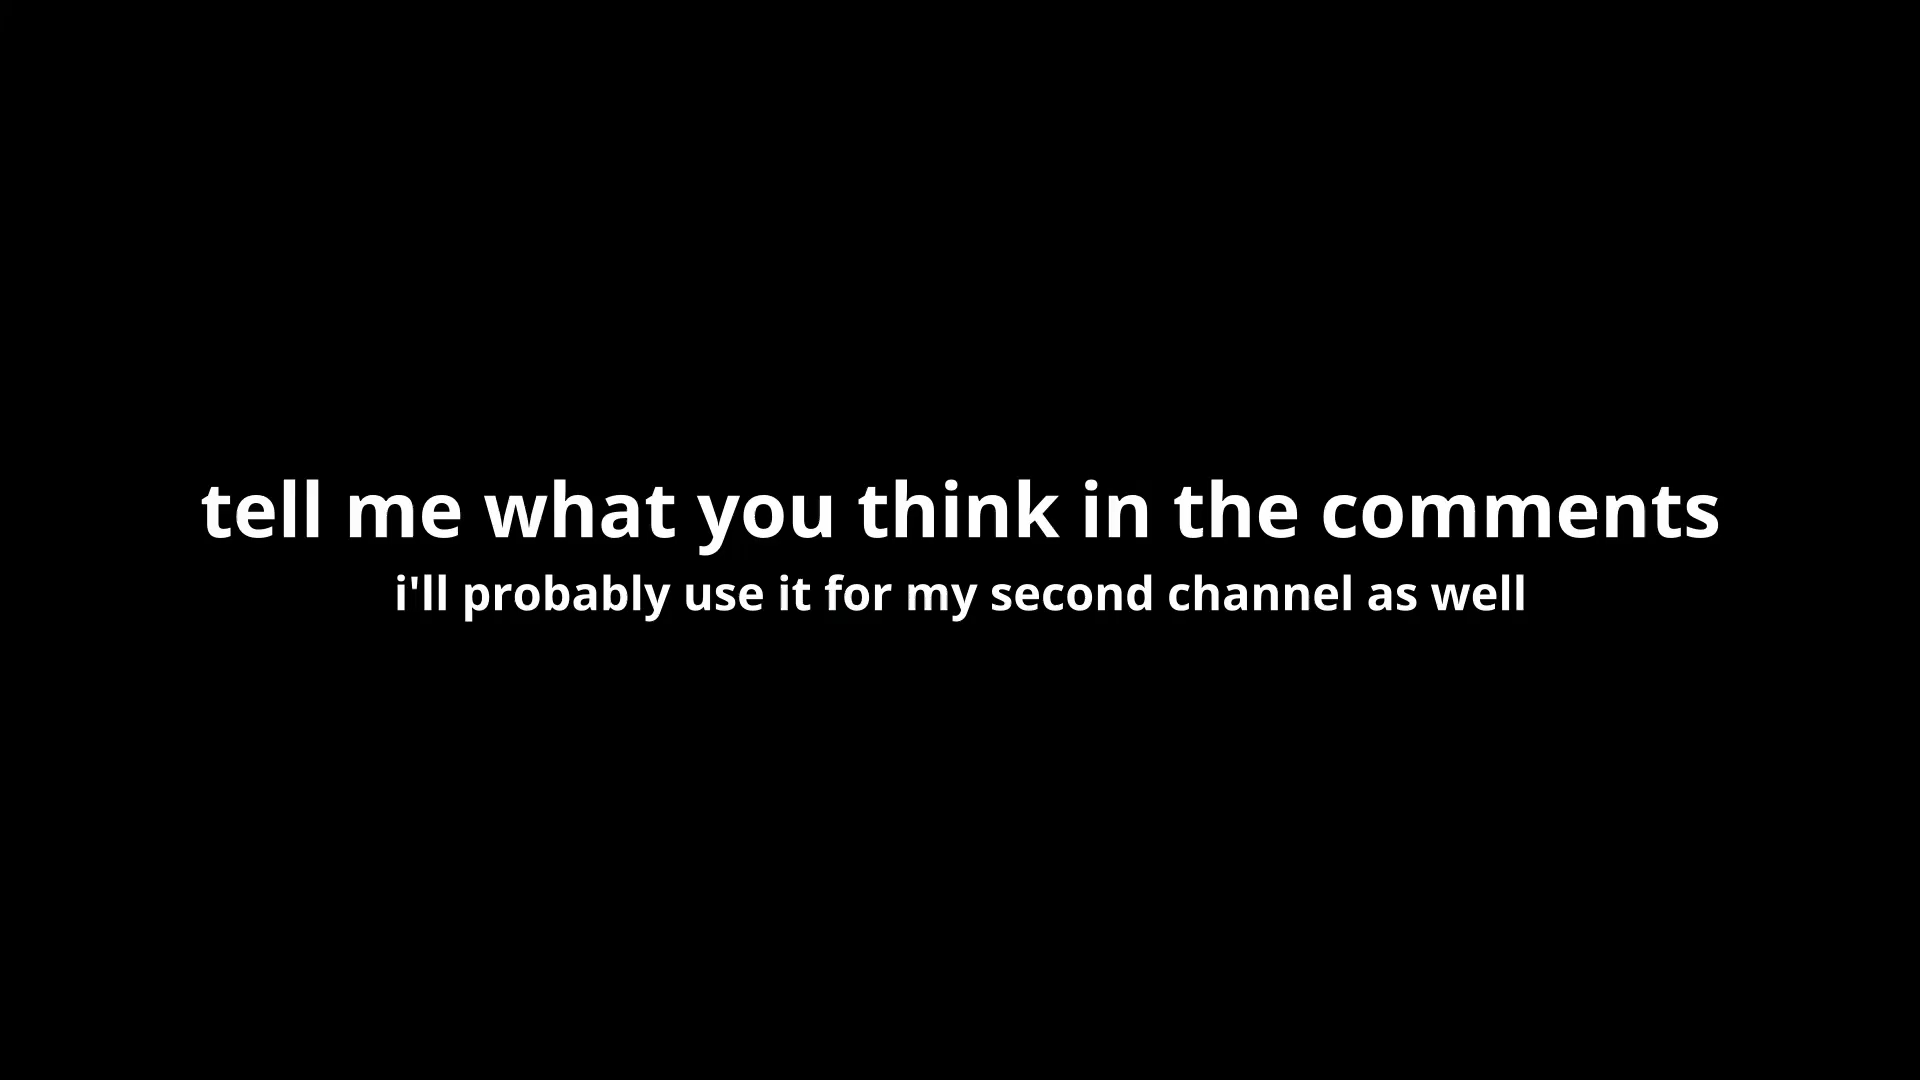 tell me what you think in the comments
i'll probably use it for my second channel as well